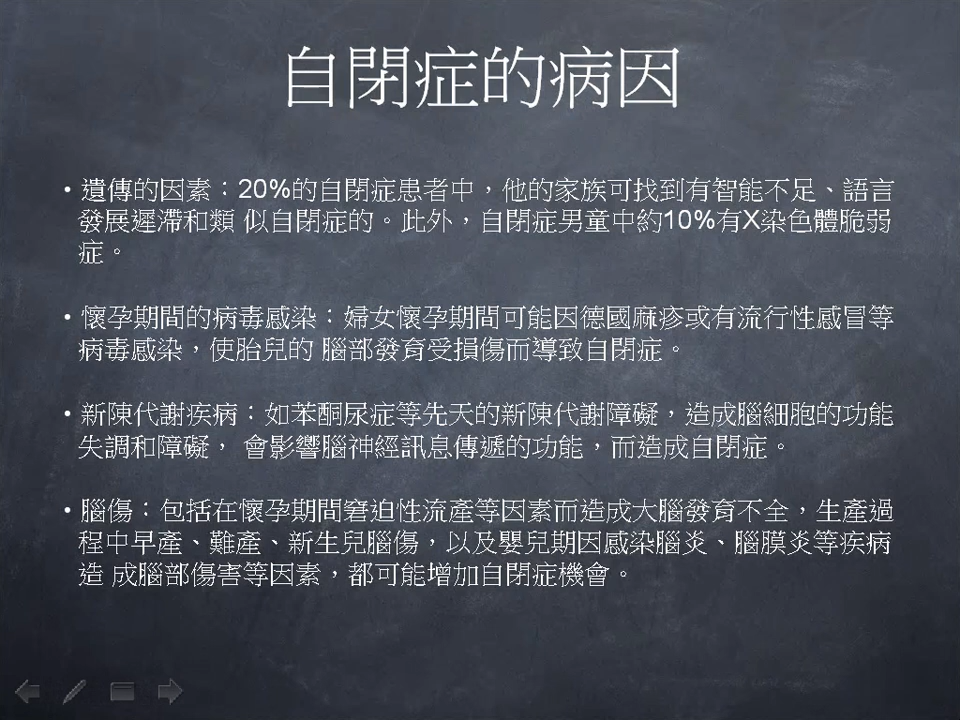 自閉症的病因
•遺傳的因素：20%的自閉症患者中，他的家族可找到有智能不足、語言
發展遲滯和類 似自閉症的。此外，自閉症男童中約10%有X染色體脆弱
症。
•懷孕期間的病毒感染：婦女懷孕期間可能因德國麻疹或有流行性感冒等
病毒感染，使胎兒的 腦部發育受損傷而導致自閉症。
•新陳代謝疾病：如苯酮尿症等先天的新陳代謝障礙，造成腦細胞的功能
失調和障礙， 會影響腦神經訊息傳遞的功能，而造成自閉症。
•腦傷：包括在懷孕期間窘迫性流產等因素而造成大腦發育不全，生產過
程中早產、難產、新生兒腦傷，以及嬰兒期因感染腦炎、腦膜炎等疾病
造 成腦部傷害等因素，都可能增加自閉症機會。